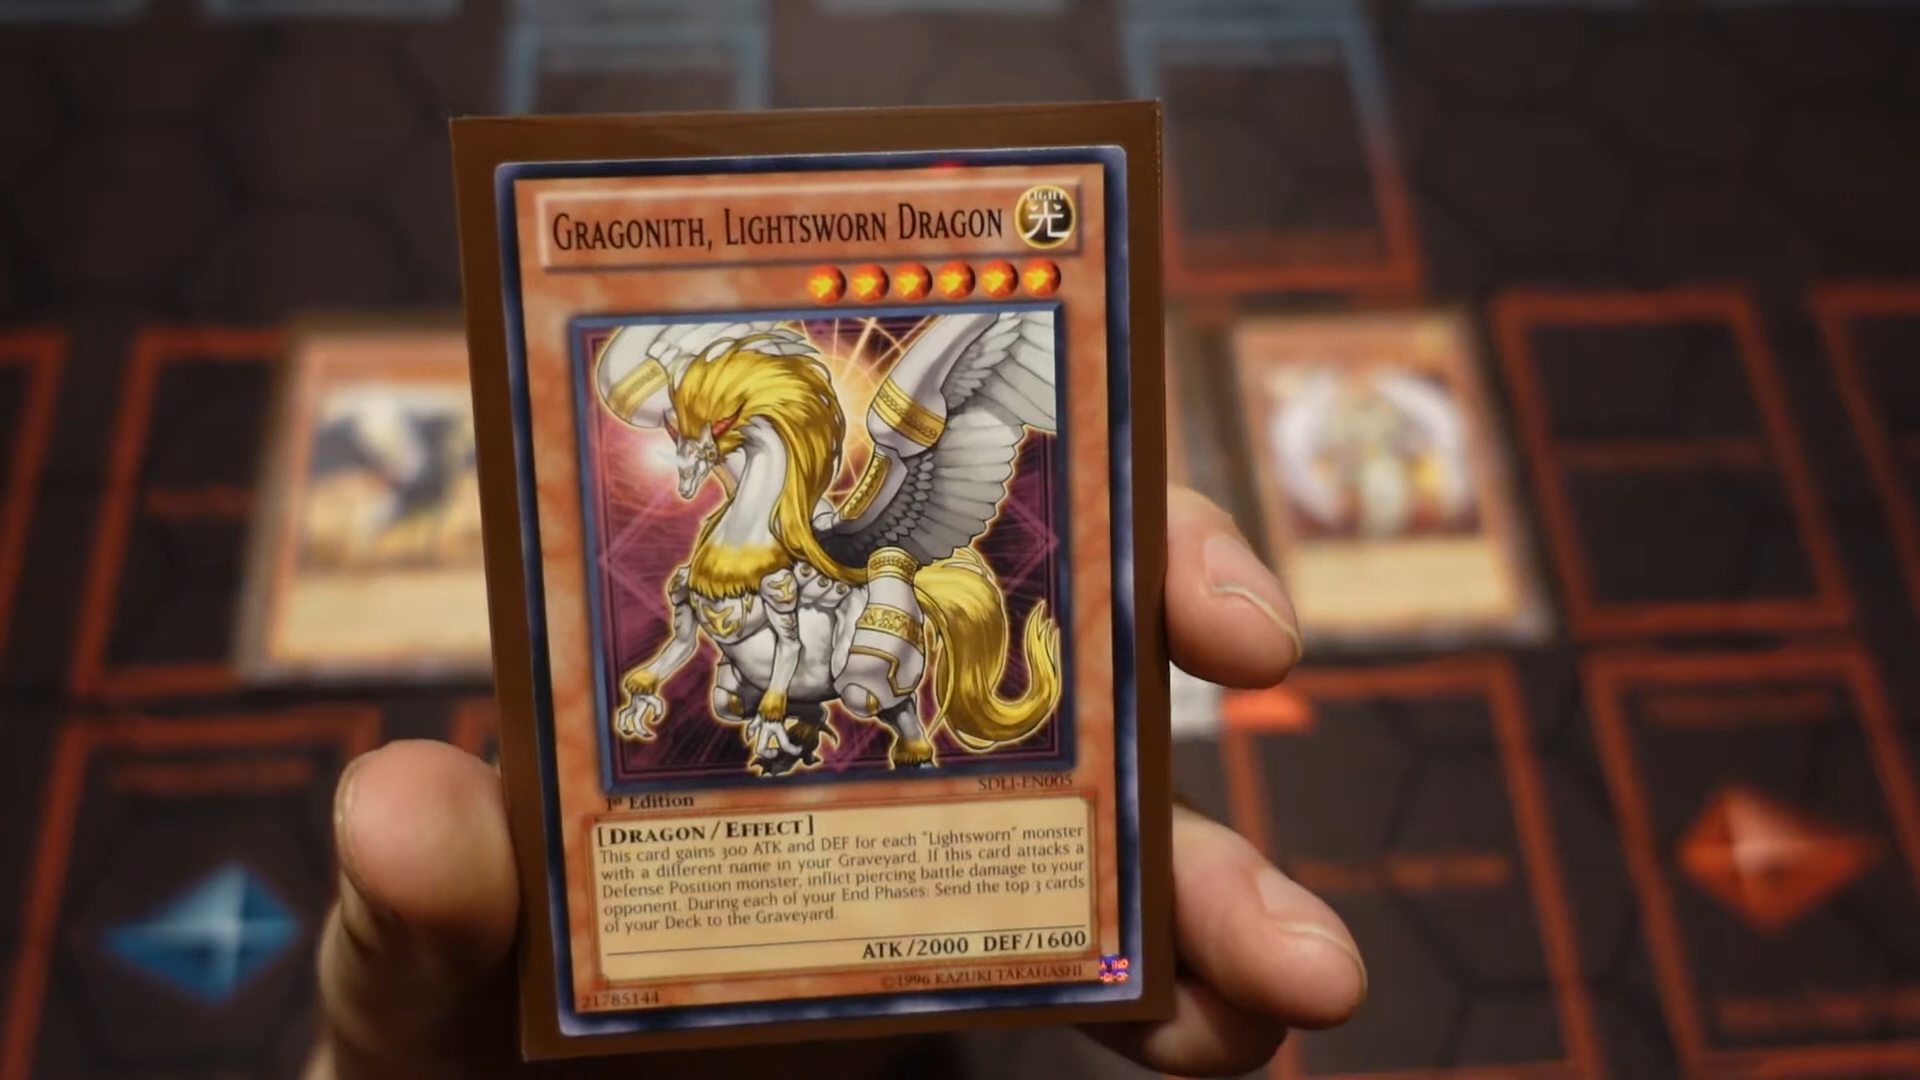 GRAGONITH, LIGHTSWORN DRAGON
LIGHT
光
SDLI-EN005
1st Edition
[DRAGON/EFFECT]
This card gains 300 ATK and DEF for each "Lightsworn" monster
with a different name in your Graveyard. If this card attacks a
Defense Position monster, inflict piercing battle damage to your
opponent. During each of your End Phases: Send the top 3 cards
of your Deck to the Graveyard.
ATK/2000 DEF/1600
21785144
©1996 KAZUKI TAKAHASHI